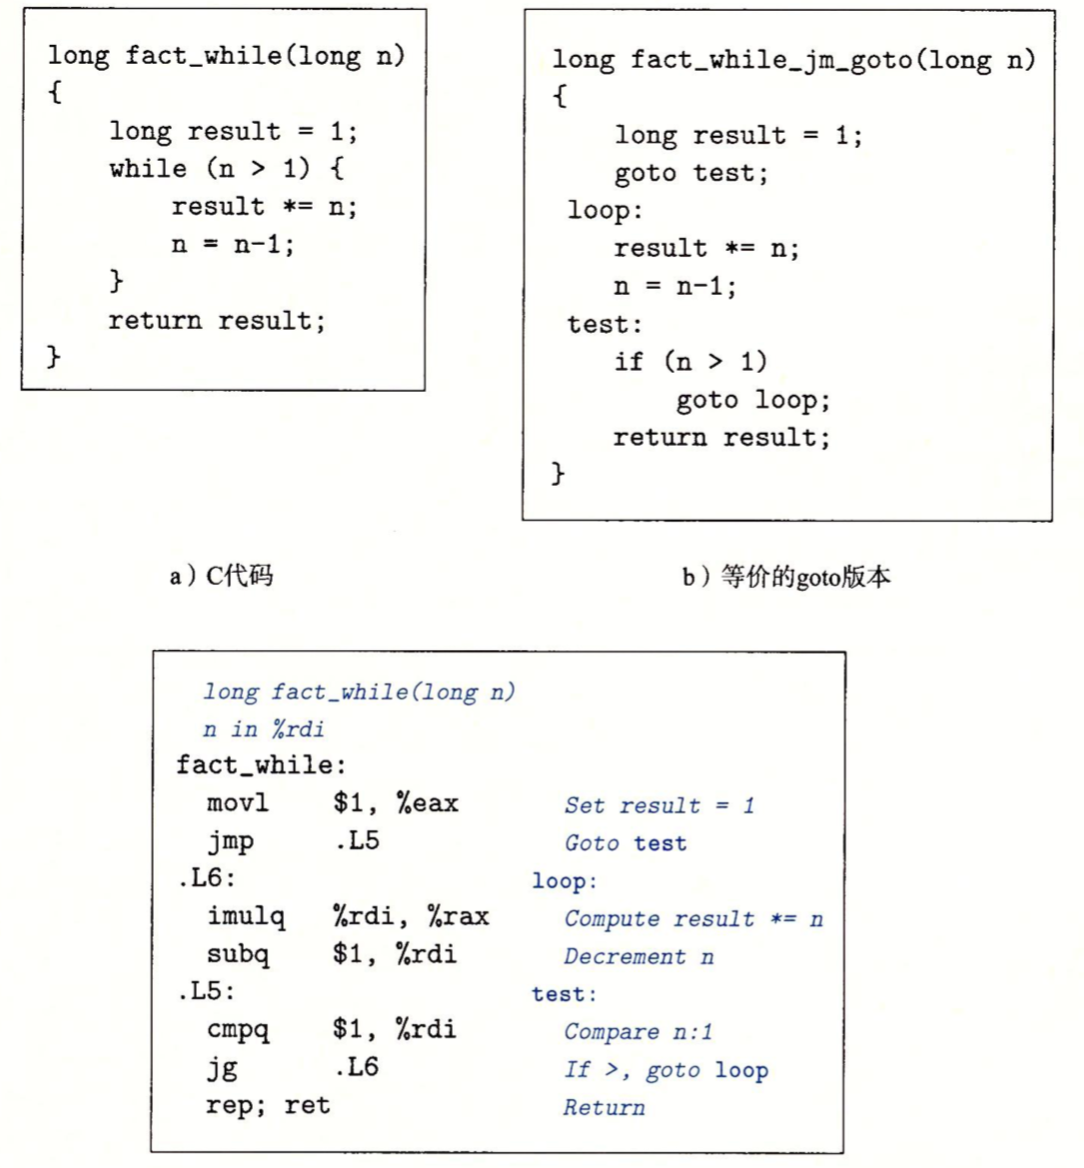 long fact_while(long n)
{
    long result = 1;
    while (n > 1) {
        result *= n;
        n = n-1;
    }
    return result;
}
a）C代码
long fact_while_jm_goto(long n)
{
    long result = 1;
    goto test;
 loop:
    result *= n;
    n = n-1;
 test:
    if (n > 1)
        goto loop;
    return result;
}
b）等价的goto版本
long fact_while(long n)
n in %rdi
fact_while:
  movl    $1, %eax    Set result = 1
  jmp     .L5    Goto test
.L6:    loop:
  imulq   %rdi, %rax    Compute result *= n
  subq    $1, %rdi    Decrement n
.L5:    test:
  cmpq    $1, %rdi    Compare n:1
  jg      .L6    If >, goto loop
  rep; ret    Return